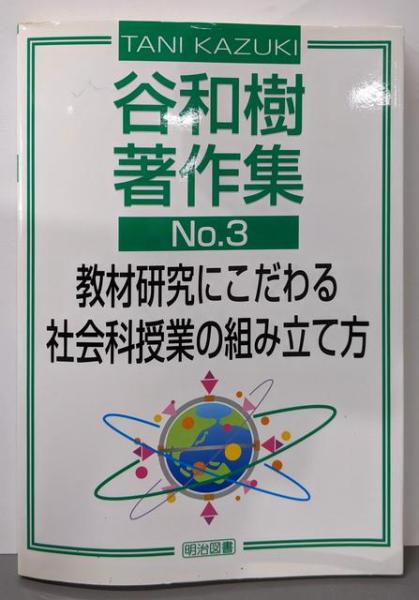 TANI KAZUKI
谷和樹
著作集
No.3
教材研究にこだわる
社会科授業の組み立て方
明治図書